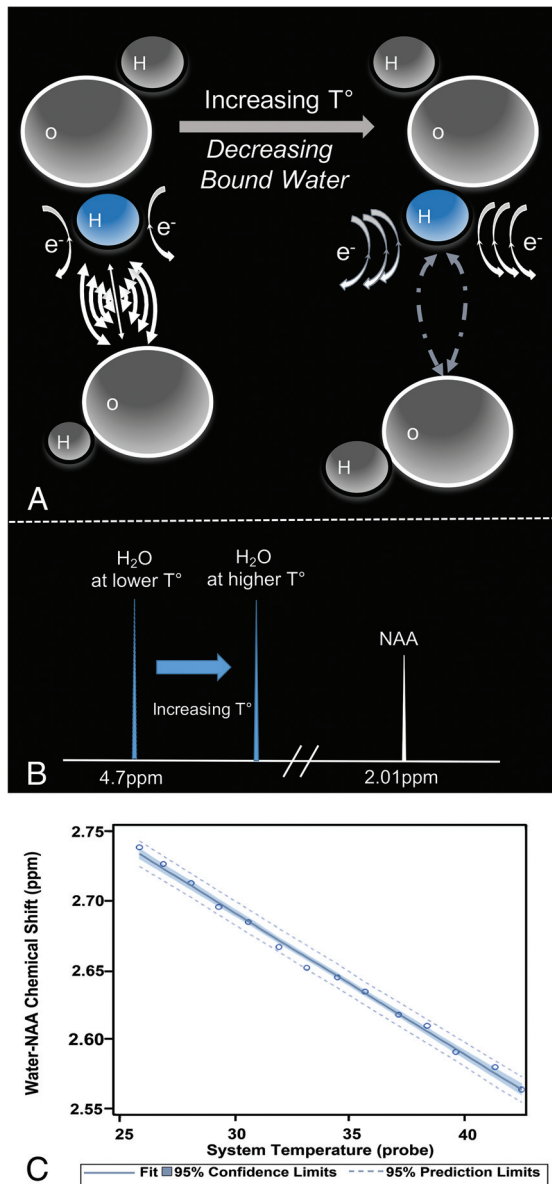 H
H
O
O
Increasing T°
Decreasing
Bound Water
H
H
e⁻
e⁻
e⁻
e⁻
O
O
H
H
A
H₂O
at lower T°
H₂O
at higher T°
NAA
Increasing T°
B
4.7ppm
2.01ppm
2.75
2.70
2.65
2.60
2.55
Water-NAA Chemical Shift (ppm)
25
30
35
40
System Temperature (probe)
C
Fit
95% Confidence Limits
95% Prediction Limits